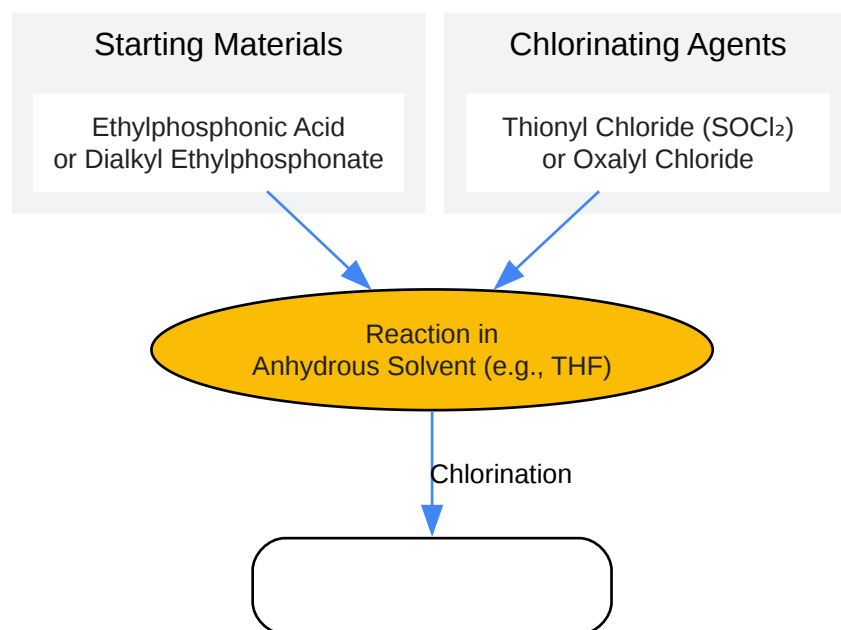 Starting Materials
Chlorinating Agents
Ethylphosphonic Acid
or Dialkyl Ethylphosphonate
Thionyl Chloride (SOCl₂)
or Oxalyl Chloride
Reaction in
Anhydrous Solvent (e.g., THF)
Chlorination